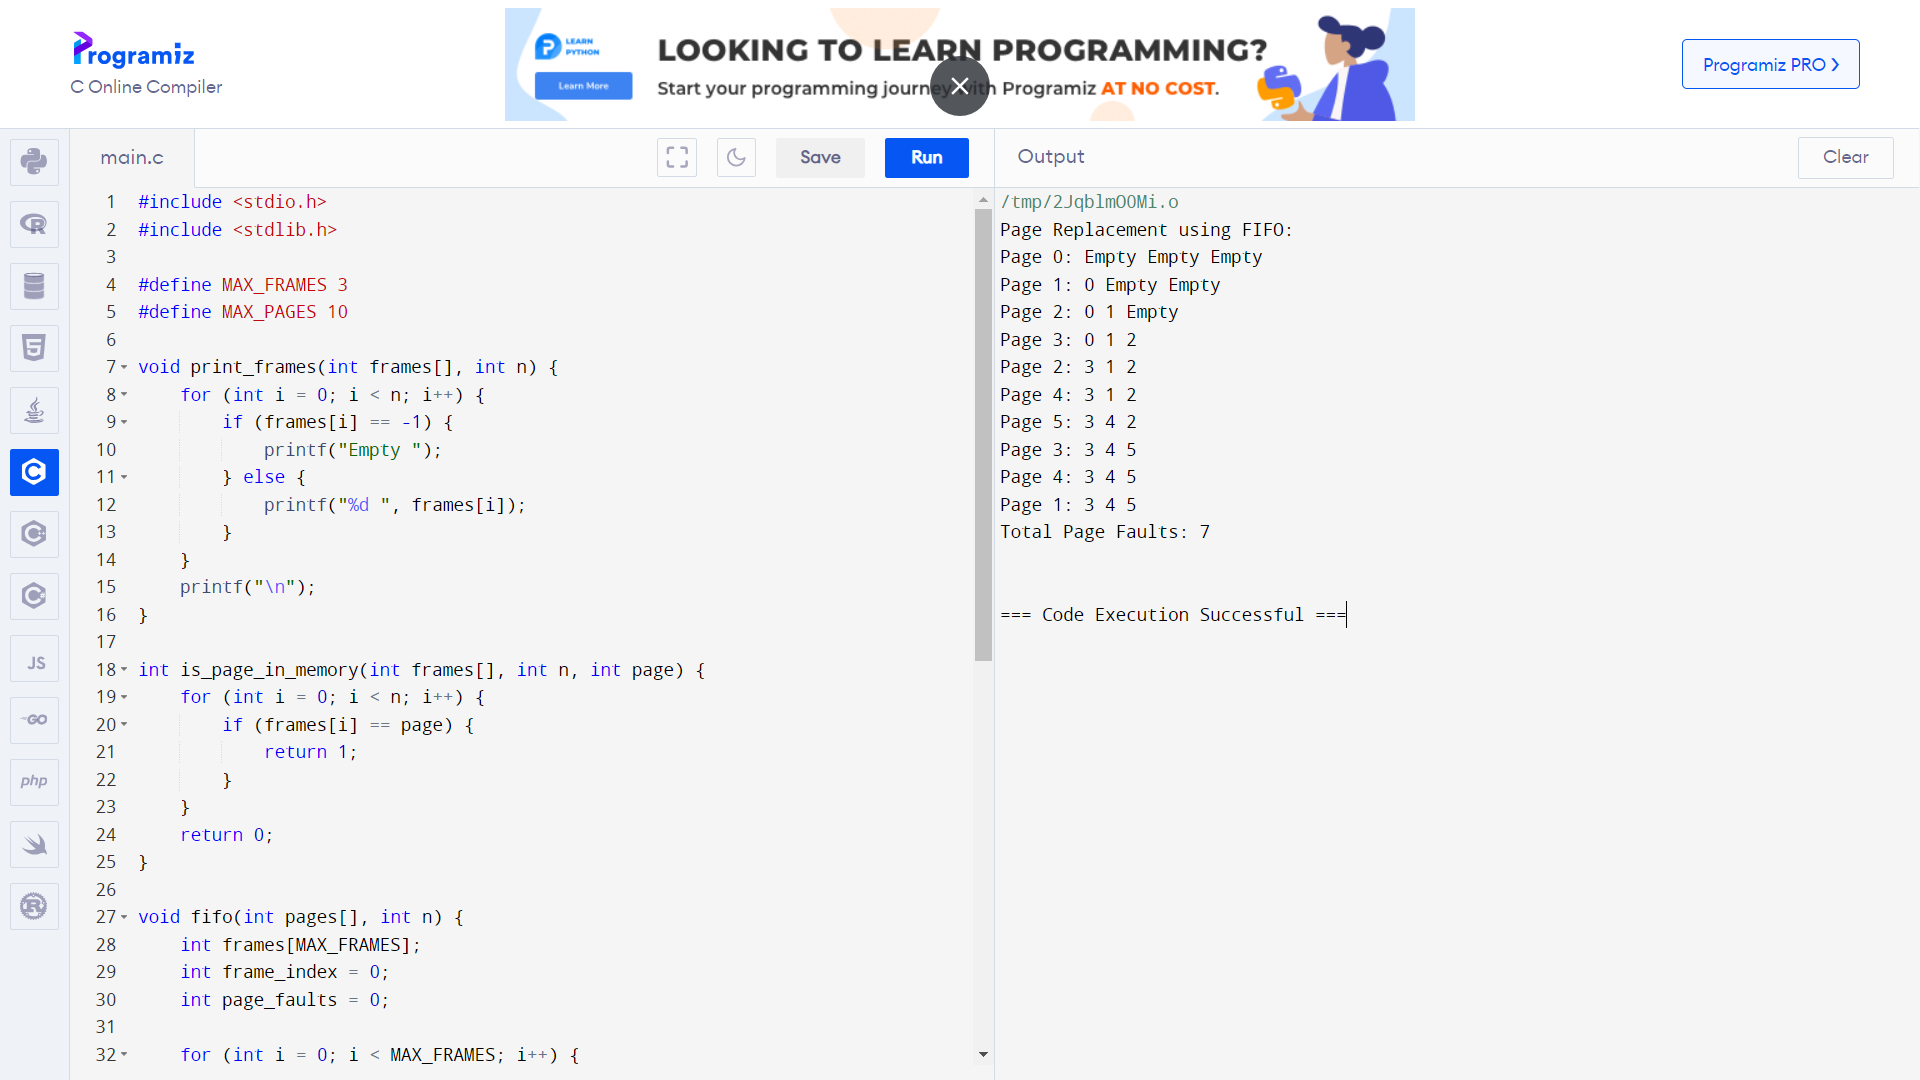 Programiz
C Online Compiler
LEARN
PYTHON
Learn More
LOOKING TO LEARN PROGRAMMING?
Start your programming journey with Programiz AT NO COST.
Programiz PRO
main.c
Save
Run
Output
Clear
JS
GO
php
1 #include <stdio.h>
2 #include <stdlib.h>
3
4 #define MAX_FRAMES 3
5 #define MAX_PAGES 10
6
7 void print_frames(int frames[], int n) {
8     for (int i = 0; i < n; i++) {
9         if (frames[i] == -1) {
10             printf("Empty ");
11         } else {
12             printf("%d ", frames[i]);
13         }
14     }
15     printf("\n");
16 }
17
18 int is_page_in_memory(int frames[], int n, int page) {
19     for (int i = 0; i < n; i++) {
20         if (frames[i] == page) {
21             return 1;
22         }
23     }
24     return 0;
25 }
26
27 void fifo(int pages[], int n) {
28     int frames[MAX_FRAMES];
29     int frame_index = 0;
30     int page_faults = 0;
31
32     for (int i = 0; i < MAX_FRAMES; i++) {
/tmp/2JqblmOOMi.o
Page Replacement using FIFO:
Page 0: Empty Empty Empty
Page 1: 0 Empty Empty
Page 2: 0 1 Empty
Page 3: 0 1 2
Page 2: 3 1 2
Page 4: 3 1 2
Page 5: 3 4 2
Page 3: 3 4 5
Page 4: 3 4 5
Page 1: 3 4 5
Total Page Faults: 7
=== Code Execution Successful ===